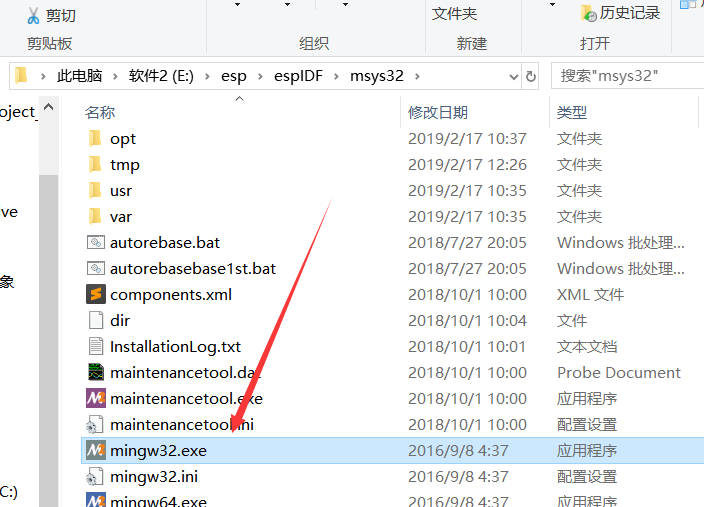 剪切
剪贴板 组织
文件夹
新建
历史记录
打开
此电脑 软件2 (E:) esp espIDF msys32
搜索"msys32"
名称 修改日期 类型
oject_
opt 2019/2/17 10:37 文件夹
tmp 2019/2/17 12:26 文件夹
usr 2019/2/17 10:35 文件夹
ve
var 2019/2/17 10:35 文件夹
autorebase.bat 2018/7/27 20:05 Windows 批处理...
autorebasebase1st.bat 2018/7/27 20:05 Windows 批处理...
象
components.xml 2018/10/1 10:00 XML 文件
dir 2018/10/1 10:04 文件
InstallationLog.txt 2018/10/1 10:01 文本文档
maintenancetool.dat 2018/10/1 10:00 Probe Document
maintenancetool.exe 2018/10/1 10:00 应用程序
maintenancetool.ini 2018/10/1 10:00 配置设置
mingw32.exe 2016/9/8 4:37 应用程序
mingw32.ini 2016/9/8 4:37 配置设置
C:)
mingw64.exe 2016/9/8 4:37 应用程序